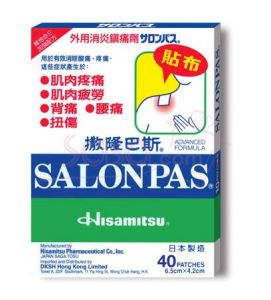 外用消炎鎮痛劑 サロンパス®
用於有效消除酸痛、疼痛,
這些症狀產生於:
貼布
●肌肉疼痛
●肌肉疲勞
●背痛 ●腰痛
●扭傷
撒隆巴斯®
ADVANCED
FORMULA
SALONPAS®
Hisamitsu
Manufactured by
Hisamitsu Pharmaceutical Co., Inc.
JAPAN SAGA TOSU
Imported and Distributed by
DKSH Hong Kong Limited
日本製造
40 PATCHES
6.5cm×4.2cm